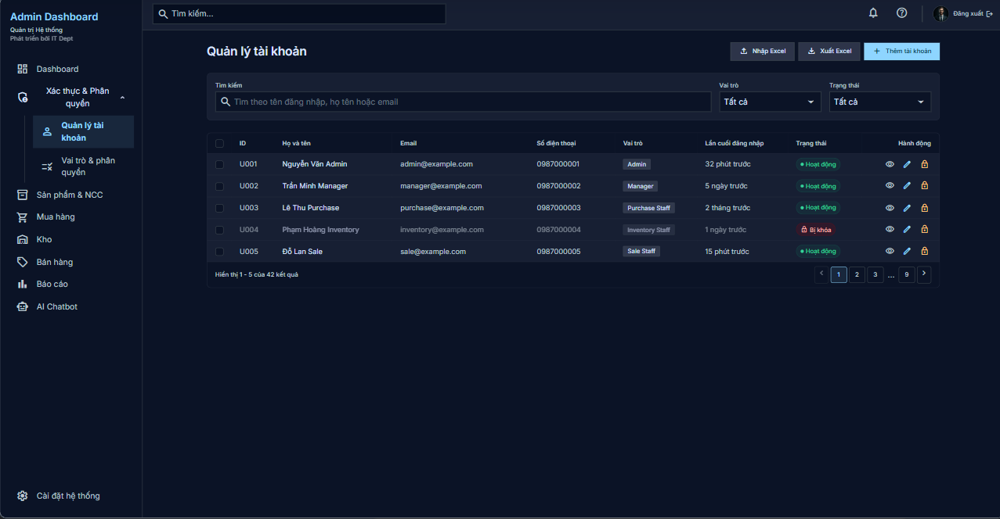 Admin Dashboard
Quản trị Hệ thống
Phát triển bởi IT Dept
Dashboard
Xác thực & Phân
quyền
Quản lý tài
khoản
Vai trò & phân
quyền
Sản phẩm & NCC
Mua hàng
Kho
Bán hàng
Báo cáo
AI Chatbot
Cài đặt hệ thống
Tìm kiếm...
Đăng xuất
Quản lý tài khoản
Nhập Excel
Xuất Excel
+ Thêm tài khoản
Tìm kiếm
Vai trò
Trạng thái
Tìm theo tên đăng nhập, họ tên hoặc email
Tất cả
Tất cả
ID Họ và tên Email Số điện thoại Vai trò Lần cuối đăng nhập Trạng thái Hành động
U001 Nguyễn Văn Admin admin@example.com 0987000001 Admin 32 phút trước Hoạt động
U002 Trần Minh Manager manager@example.com 0987000002 Manager 5 ngày trước Hoạt động
U003 Lê Thu Purchase purchase@example.com 0987000003 Purchase Staff 2 tháng trước Hoạt động
U004 Phạm Hoàng Inventory inventory@example.com 0987000004 Inventory Staff 1 ngày trước Bị khóa
U005 Đỗ Lan Sale sale@example.com 0987000005 Sale Staff 15 phút trước Hoạt động
Hiển thị 1 - 5 của 42 kết quả
1 2 3 ... 9